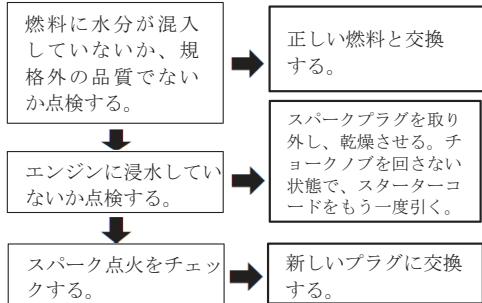 燃料に水分が混入
していないか、規
格外の品質でない
か点検する。
正しい燃料と交換
する。
エンジンに浸水してい
ないか点検する。
スパークプラグを取り
外し、乾燥させる。チ
ョークノブを回さない
状態で、スターターコ
ードをもう一度引く。
スパーク点火をチェッ
クする。
新しいプラグに交換
する。